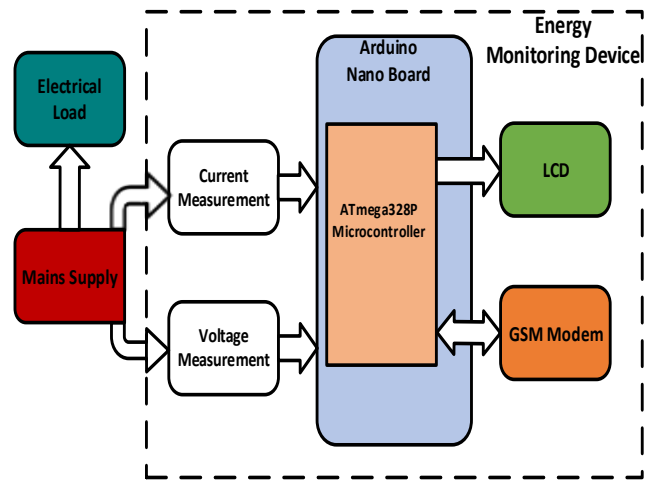 Energy
Monitoring Device
Arduino
Nano Board
Electrical
Load
Current
Measurement
LCD
ATmega328P
Microcontroller
Mains Supply
Voltage
Measurement
GSM Modem